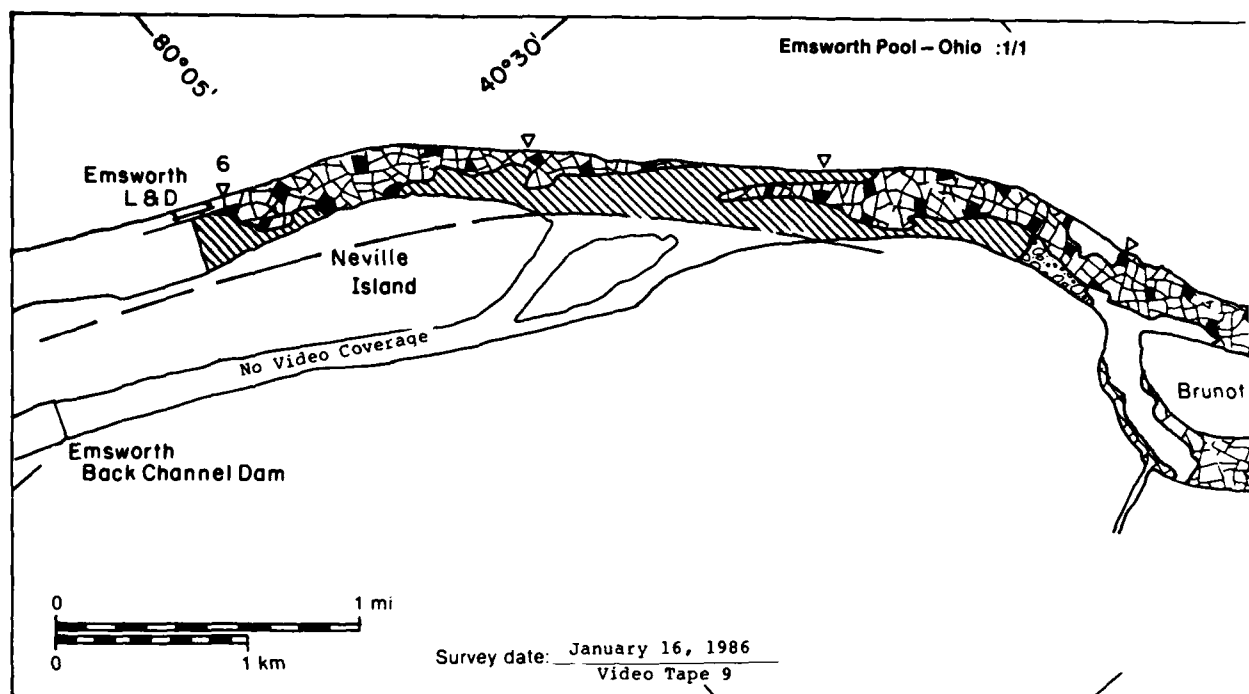 Emsworth Pool – Ohio :1/1
80°05'
40°30'
6
Emsworth
L & D
Neville
Island
No Video Coverage
Brunot
Emsworth
Back Channel Dam
0 1 mi
0 1 km
Survey date: January 16, 1986
Video Tape 9